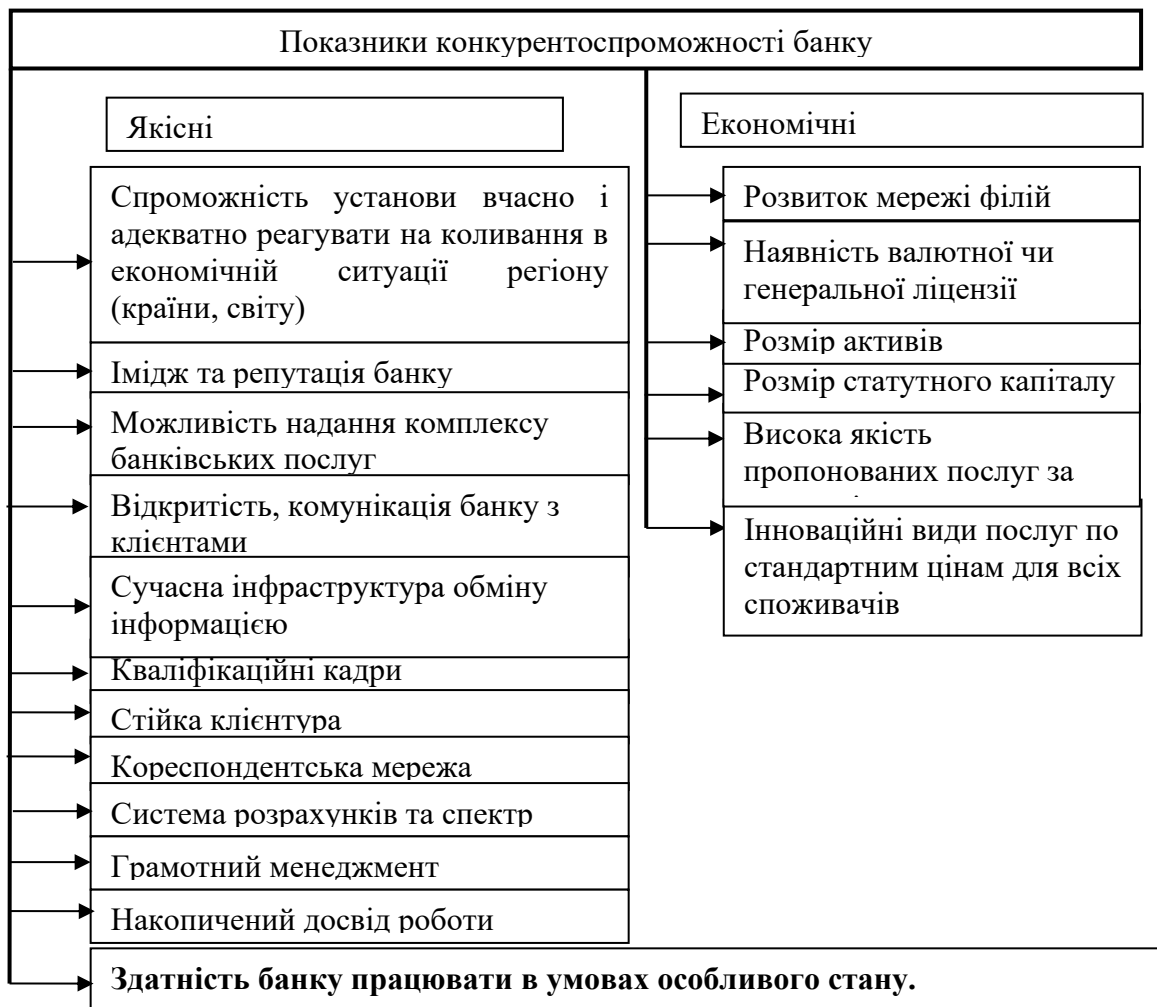 Показники конкурентоспроможності банку
Якісні
Спроможність установи вчасно і
адекватно реагувати на коливання в
економічній ситуації регіону
(країни, світу)
Імідж та репутація банку
Можливість надання комплексу
банківських послуг
Відкритість, комунікація банку з
клієнтами
Сучасна інфраструктура обміну
інформацією
Кваліфікаційні кадри
Стійка клієнтура
Кореспондентська мережа
Система розрахунків та спектр
Грамотний менеджмент
Накопичений досвід роботи
Економічні
Розвиток мережі філій
Наявність валютної чи
генеральної ліцензії
Розмір активів
Розмір статутного капіталу
Висока якість
пропонованих послуг за
Інноваційні види послуг по
стандартним цінам для всіх
споживачів
Здатність банку працювати в умовах особливого стану.